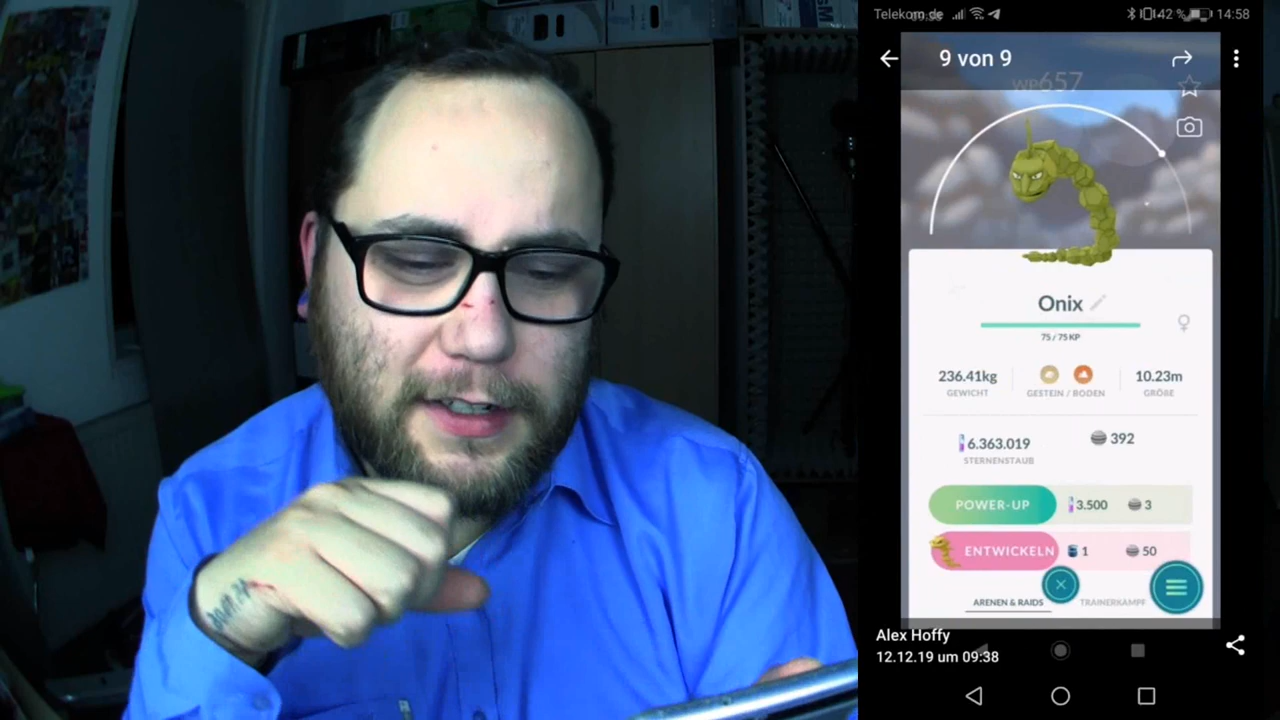 Telekom.de
42 %
14:58
9 von 9
WP657
Onix
75 / 75 KP
236.41kg
GEWICHT
GESTEIN / BODEN
10.23m
GRÖßE
6.363.019
STERNENSTAUB
392
POWER-UP
3.500
3
ENTWICKELN
1
50
ARENEN & RAIDS
TRAINERKAMPF
Alex Hoffy
12.12.19 um 09:38